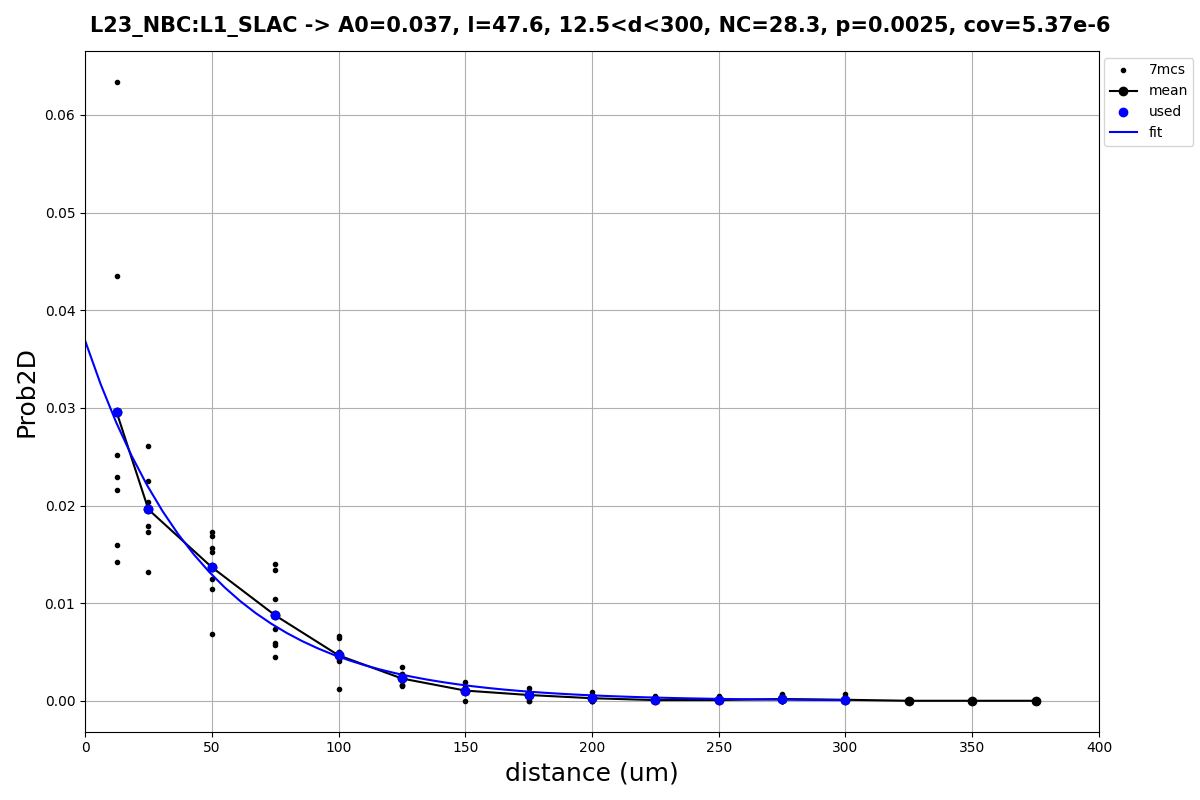 L23_NBC:L1_SLAC -> A0=0.037, l=47.6, 12.5<d<300, NC=28.3, p=0.0025, cov=5.37e-6
7mcs
mean
used
fit
0.06
0.05
0.04
0.03
0.02
0.01
0.00
Prob2D
0 50 100 150 200 250 300 350 400
distance (um)